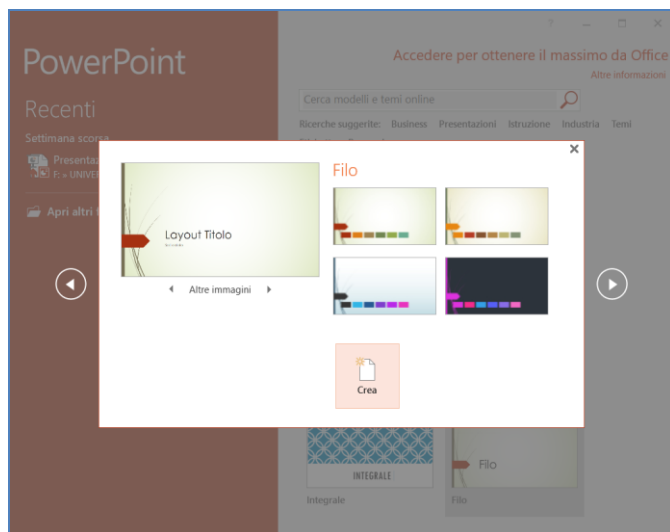 PowerPoint
Accedere per ottenere il massimo da Office
Altre informazioni
Recenti
Cerca modelli e temi online
Ricerche suggerite: Business Presentazioni Istruzione Industria Temi
Settimana scorsa
Presentaz
F: » UNIVER
Apri altri f
Filo
Layout Titolo
Altre immagini
Crea
INTEGRALE
Filo
Integrale
Filo